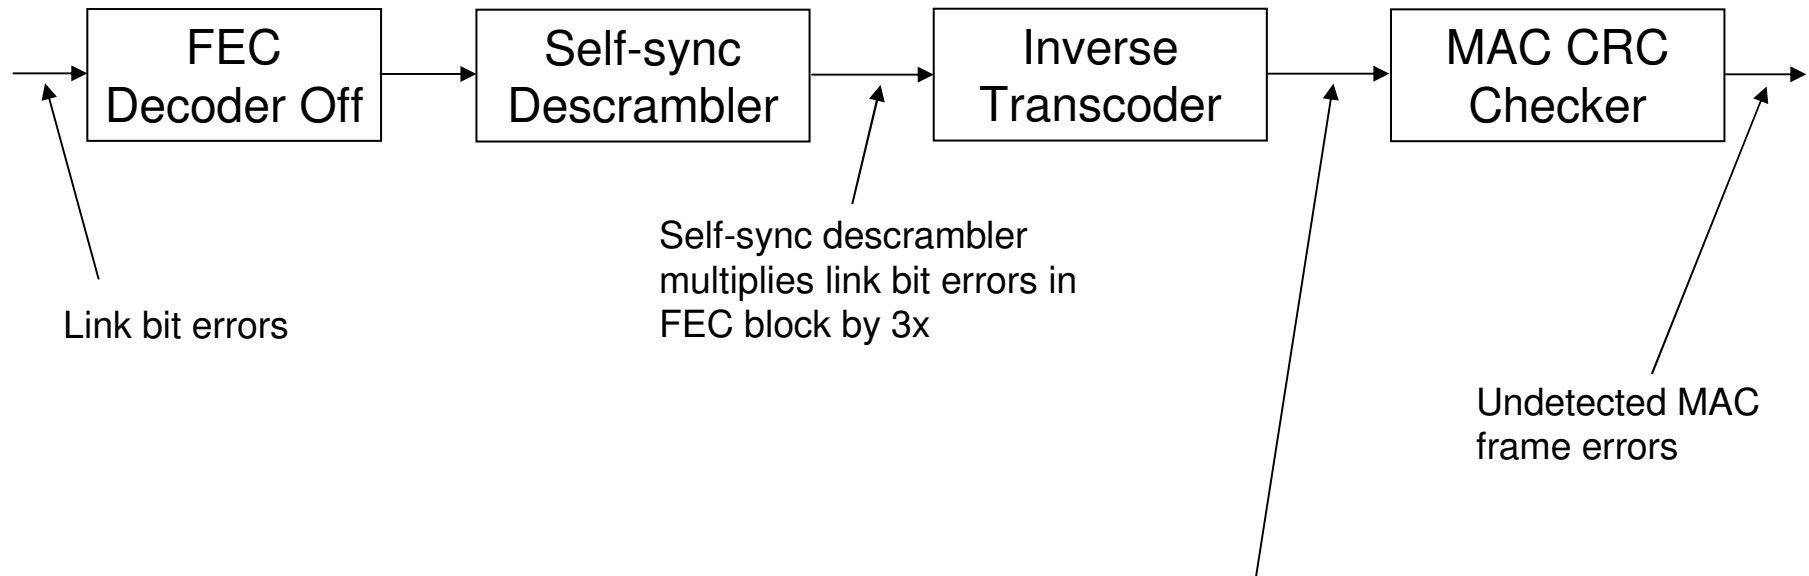 FEC
Decoder Off
Self-sync
Descrambler
Inverse
Transcoder
MAC CRC
Checker
Self-sync descrambler
multiplies link bit errors in
FEC block by 3x
Link bit errors
Undetected MAC
frame errors